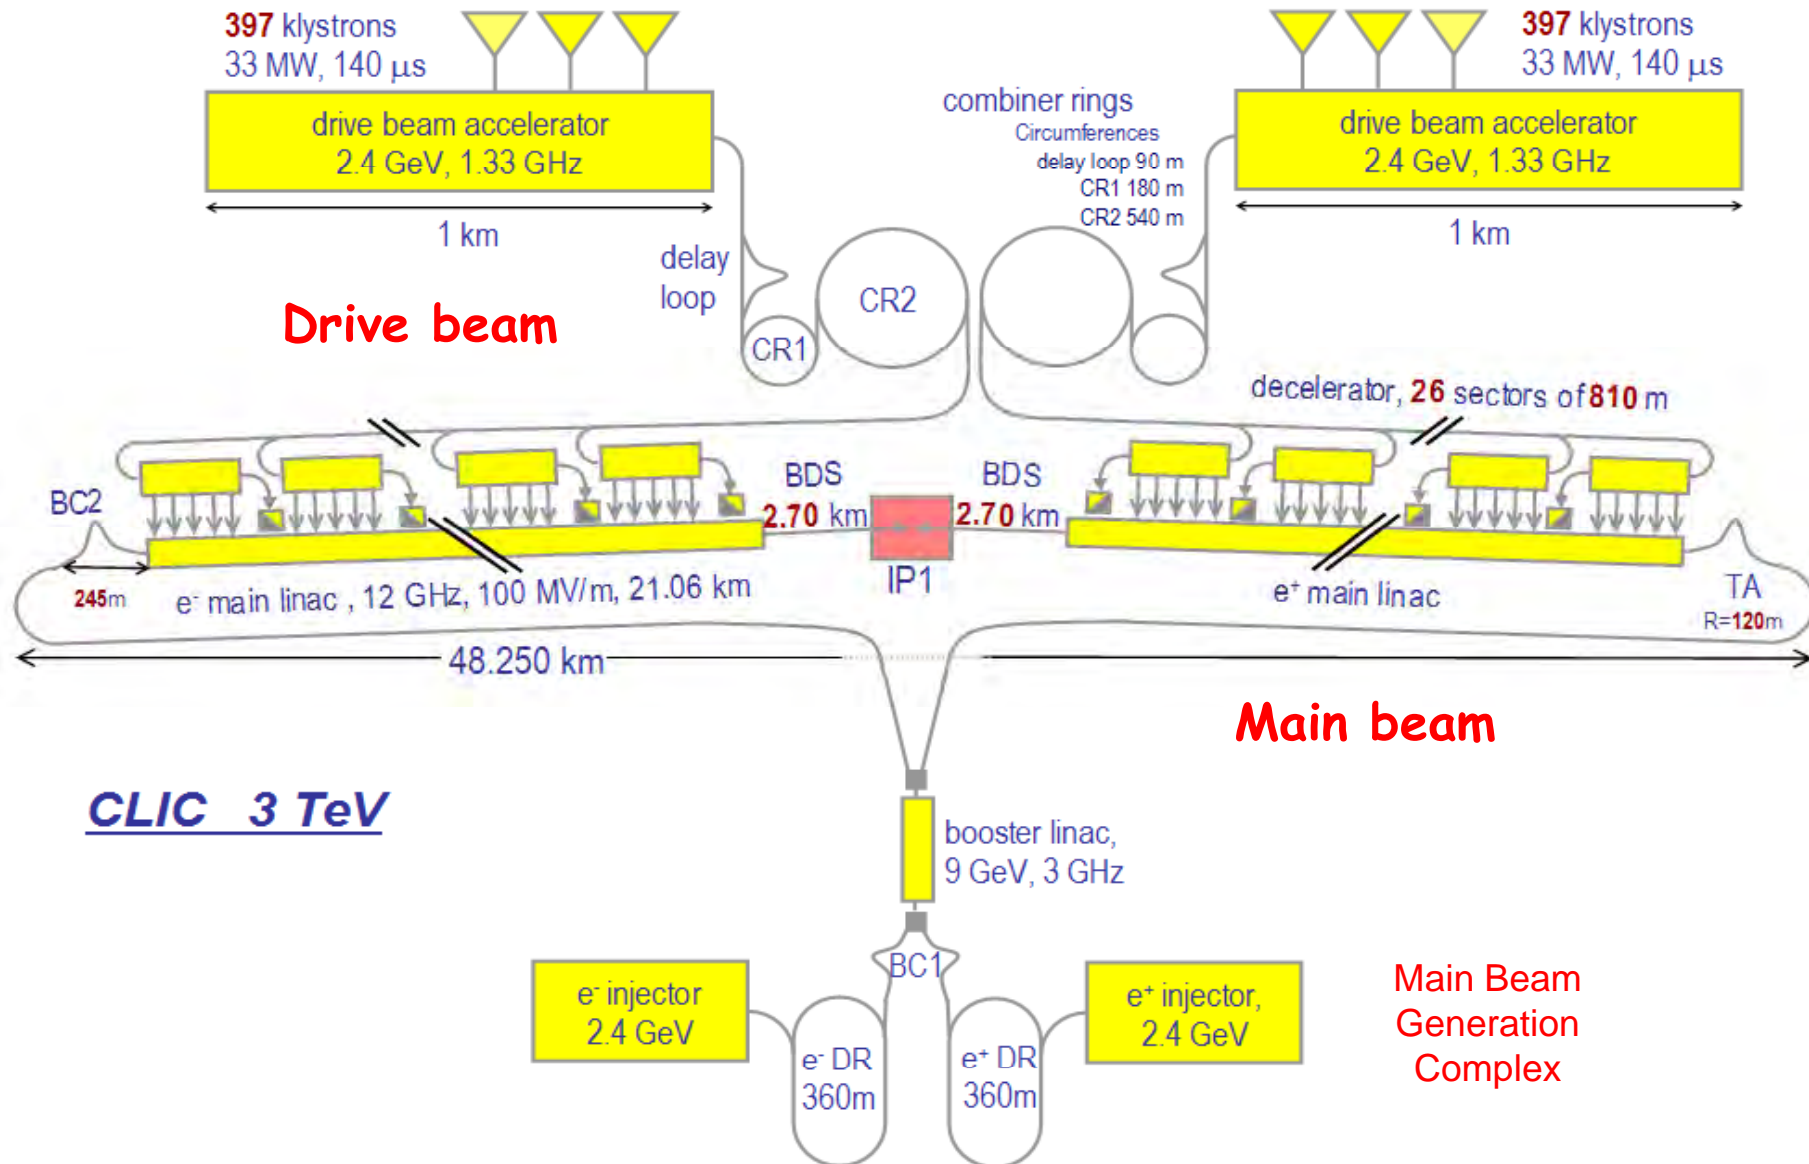 397 klystrons
33 MW, 140 μs
397 klystrons
33 MW, 140 μs
drive beam accelerator
2.4 GeV, 1.33 GHz
combiner rings
Circumferences
delay loop 90 m
CR1 180 m
CR2 540 m
drive beam accelerator
2.4 GeV, 1.33 GHz
1 km
1 km
delay
loop
CR2
CR1
Drive beam
decelerator, 26 sectors of 810 m
BC2
BDS
2.70 km
BDS
2.70 km
IP1
245m
e- main linac , 12 GHz, 100 MV/m, 21.06 km
e+ main linac
TA
R=120m
48.250 km
Main beam
CLIC 3 TeV
booster linac,
9 GeV, 3 GHz
BC1
e- injector
2.4 GeV
e+ injector,
2.4 GeV
e- DR
360m
e+ DR
360m
Main Beam
Generation
Complex